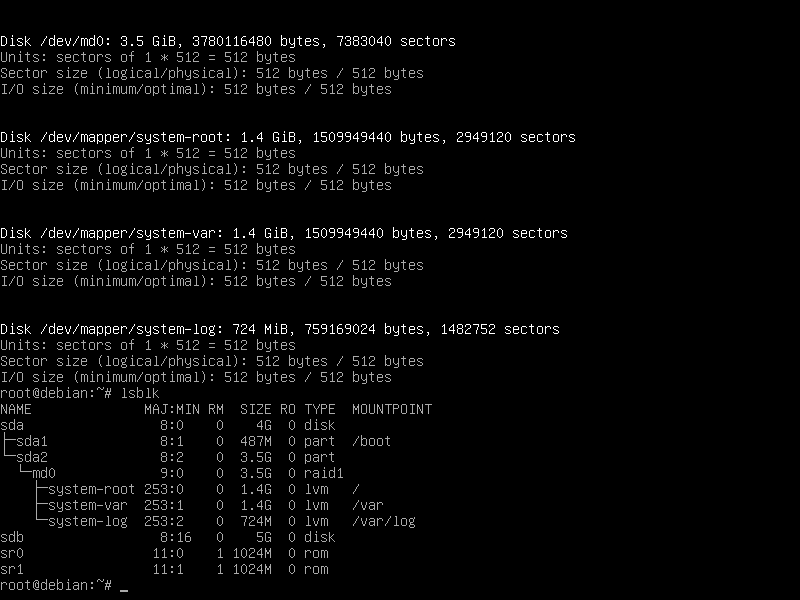 Disk /dev/md0: 3.5 GiB, 3780116480 bytes, 7383040 sectors
Units: sectors of 1 * 512 = 512 bytes
Sector size (logical/physical): 512 bytes / 512 bytes
I/O size (minimum/optimal): 512 bytes / 512 bytes
Disk /dev/mapper/system-root: 1.4 GiB, 1509949440 bytes, 2949120 sectors
Units: sectors of 1 * 512 = 512 bytes
Sector size (logical/physical): 512 bytes / 512 bytes
I/O size (minimum/optimal): 512 bytes / 512 bytes
Disk /dev/mapper/system-var: 1.4 GiB, 1509949440 bytes, 2949120 sectors
Units: sectors of 1 * 512 = 512 bytes
Sector size (logical/physical): 512 bytes / 512 bytes
I/O size (minimum/optimal): 512 bytes / 512 bytes
Disk /dev/mapper/system-log: 724 MiB, 759169024 bytes, 1482752 sectors
Units: sectors of 1 * 512 = 512 bytes
Sector size (logical/physical): 512 bytes / 512 bytes
I/O size (minimum/optimal): 512 bytes / 512 bytes
root@debian:~# lsblk
NAME              MAJ:MIN RM   SIZE RO TYPE  MOUNTPOINT
sda                 8:0    0     4G  0 disk
├─sda1              8:1    0   487M  0 part  /boot
└─sda2              8:2    0   3.5G  0 part
  └─md0             9:0    0   3.5G  0 raid1
    ├─system-root 253:0    0   1.4G  0 lvm   /
    ├─system-var  253:1    0   1.4G  0 lvm   /var
    └─system-log  253:2    0   724M  0 lvm   /var/log
sdb                 8:16   0     5G  0 disk
sr0                11:0    1  1024M  0 rom
sr1                11:1    1  1024M  0 rom
root@debian:~# _